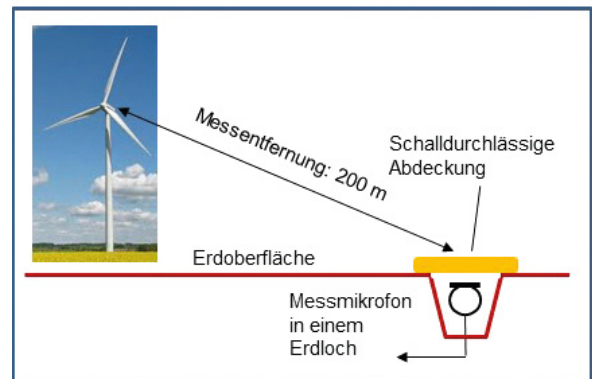 Messentfernung: 200 m
Schalldurchlässige
Abdeckung
Erdoberfläche
Messmikrofon
in einem
Erdloch